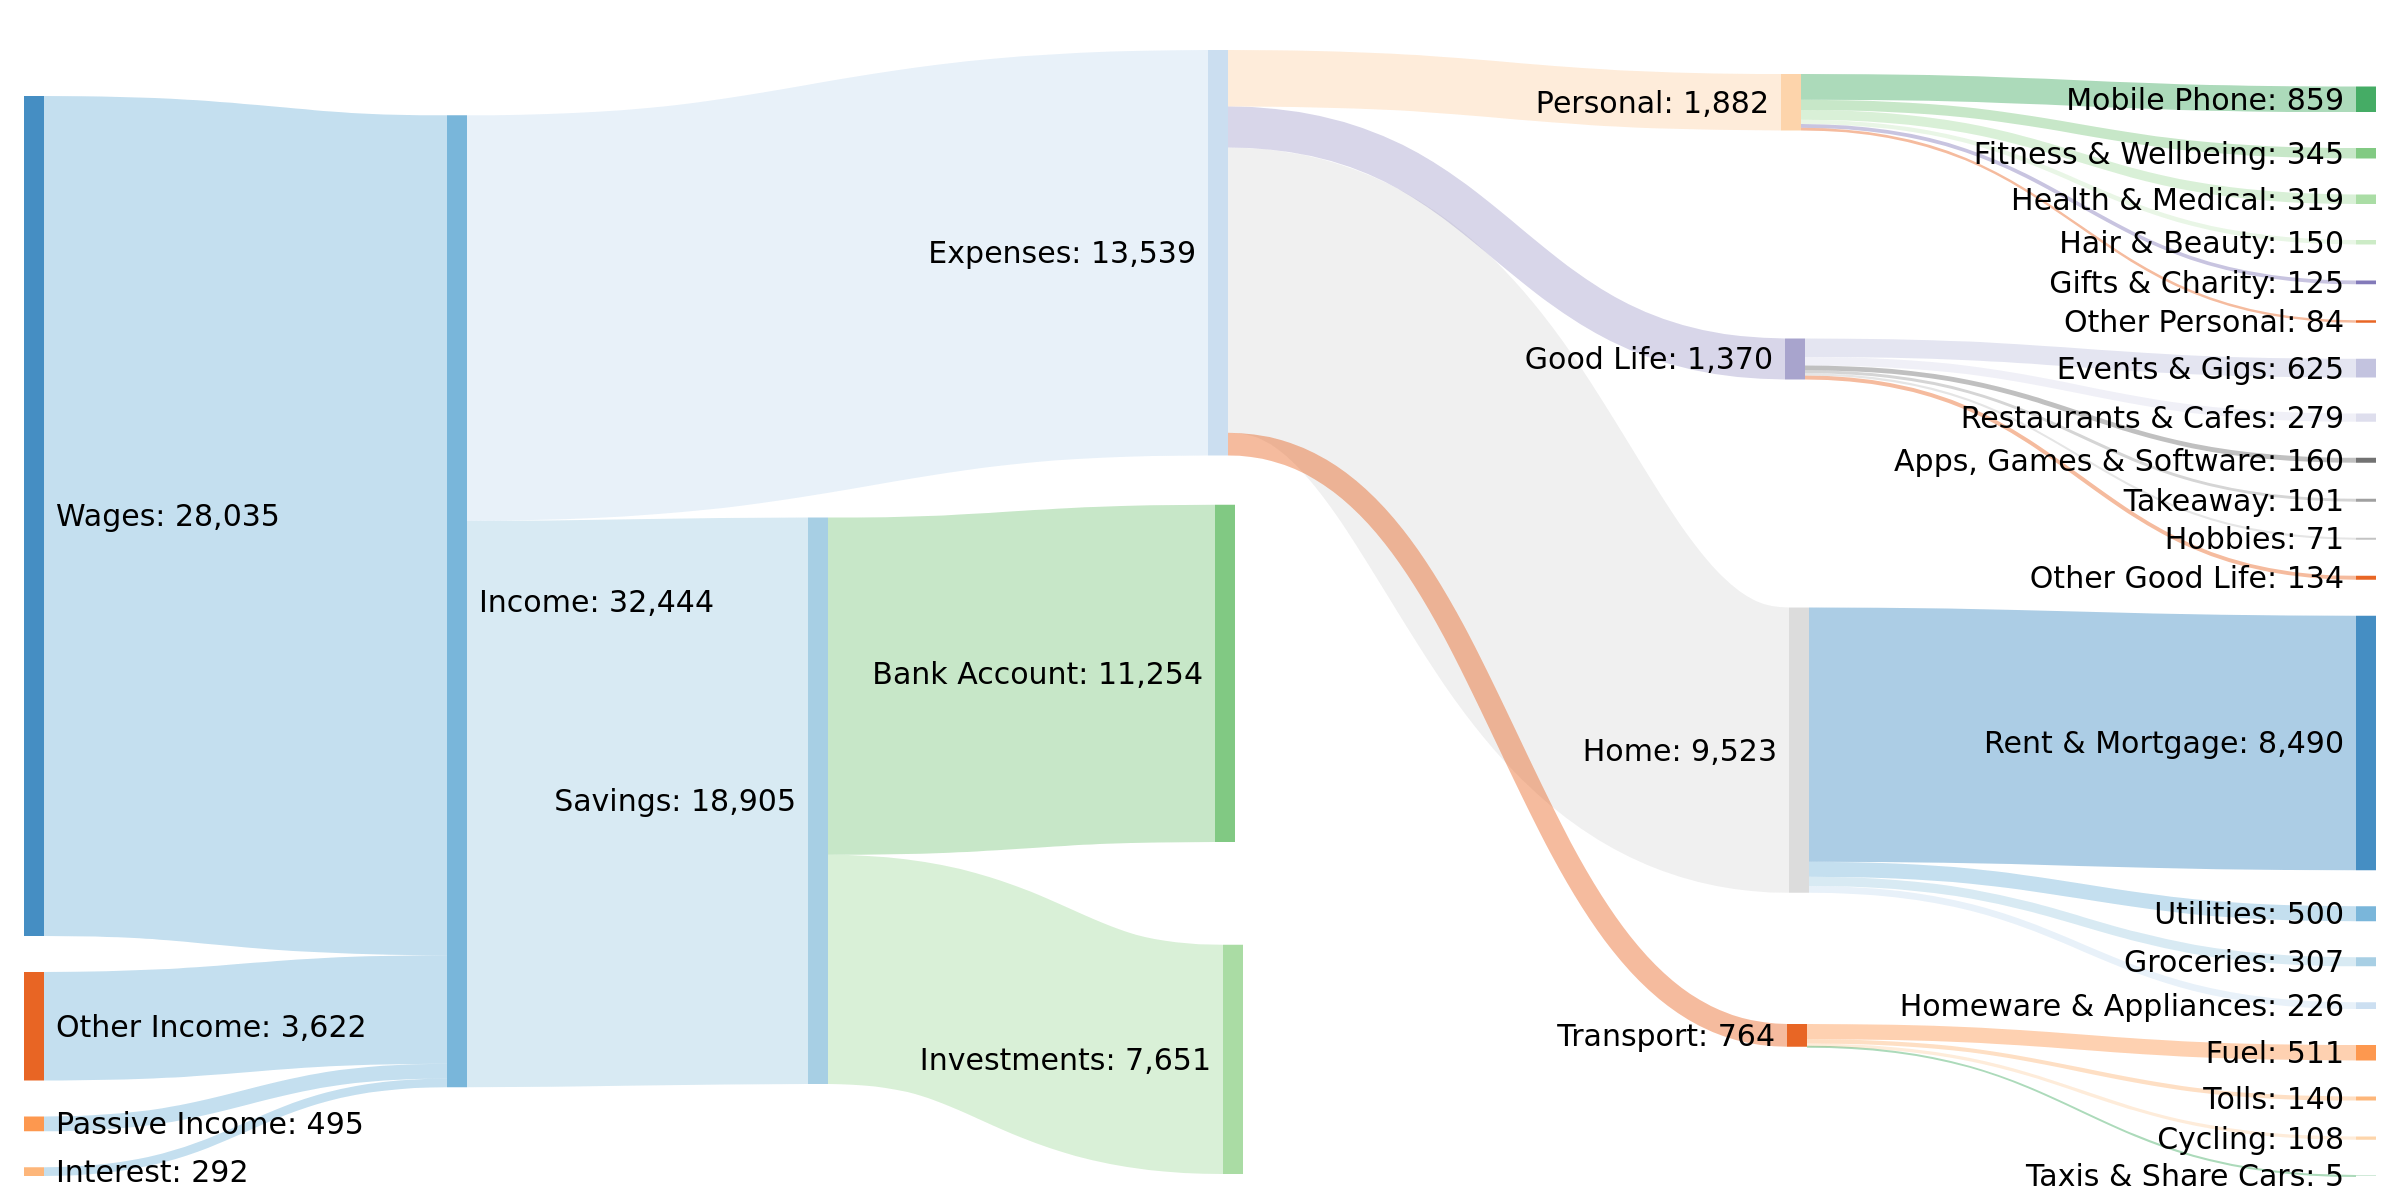 Wages: 28,035
Other Income: 3,622
Passive Income: 495
Interest: 292
Income: 32,444
Expenses: 13,539
Savings: 18,905
Bank Account: 11,254
Investments: 7,651
Personal: 1,882
Good Life: 1,370
Home: 9,523
Transport: 764
Mobile Phone: 859
Fitness & Wellbeing: 345
Health & Medical: 319
Hair & Beauty: 150
Gifts & Charity: 125
Other Personal: 84
Events & Gigs: 625
Restaurants & Cafes: 279
Apps, Games & Software: 160
Takeaway: 101
Hobbies: 71
Other Good Life: 134
Rent & Mortgage: 8,490
Utilities: 500
Groceries: 307
Homeware & Appliances: 226
Fuel: 511
Tolls: 140
Cycling: 108
Taxis & Share Cars: 5